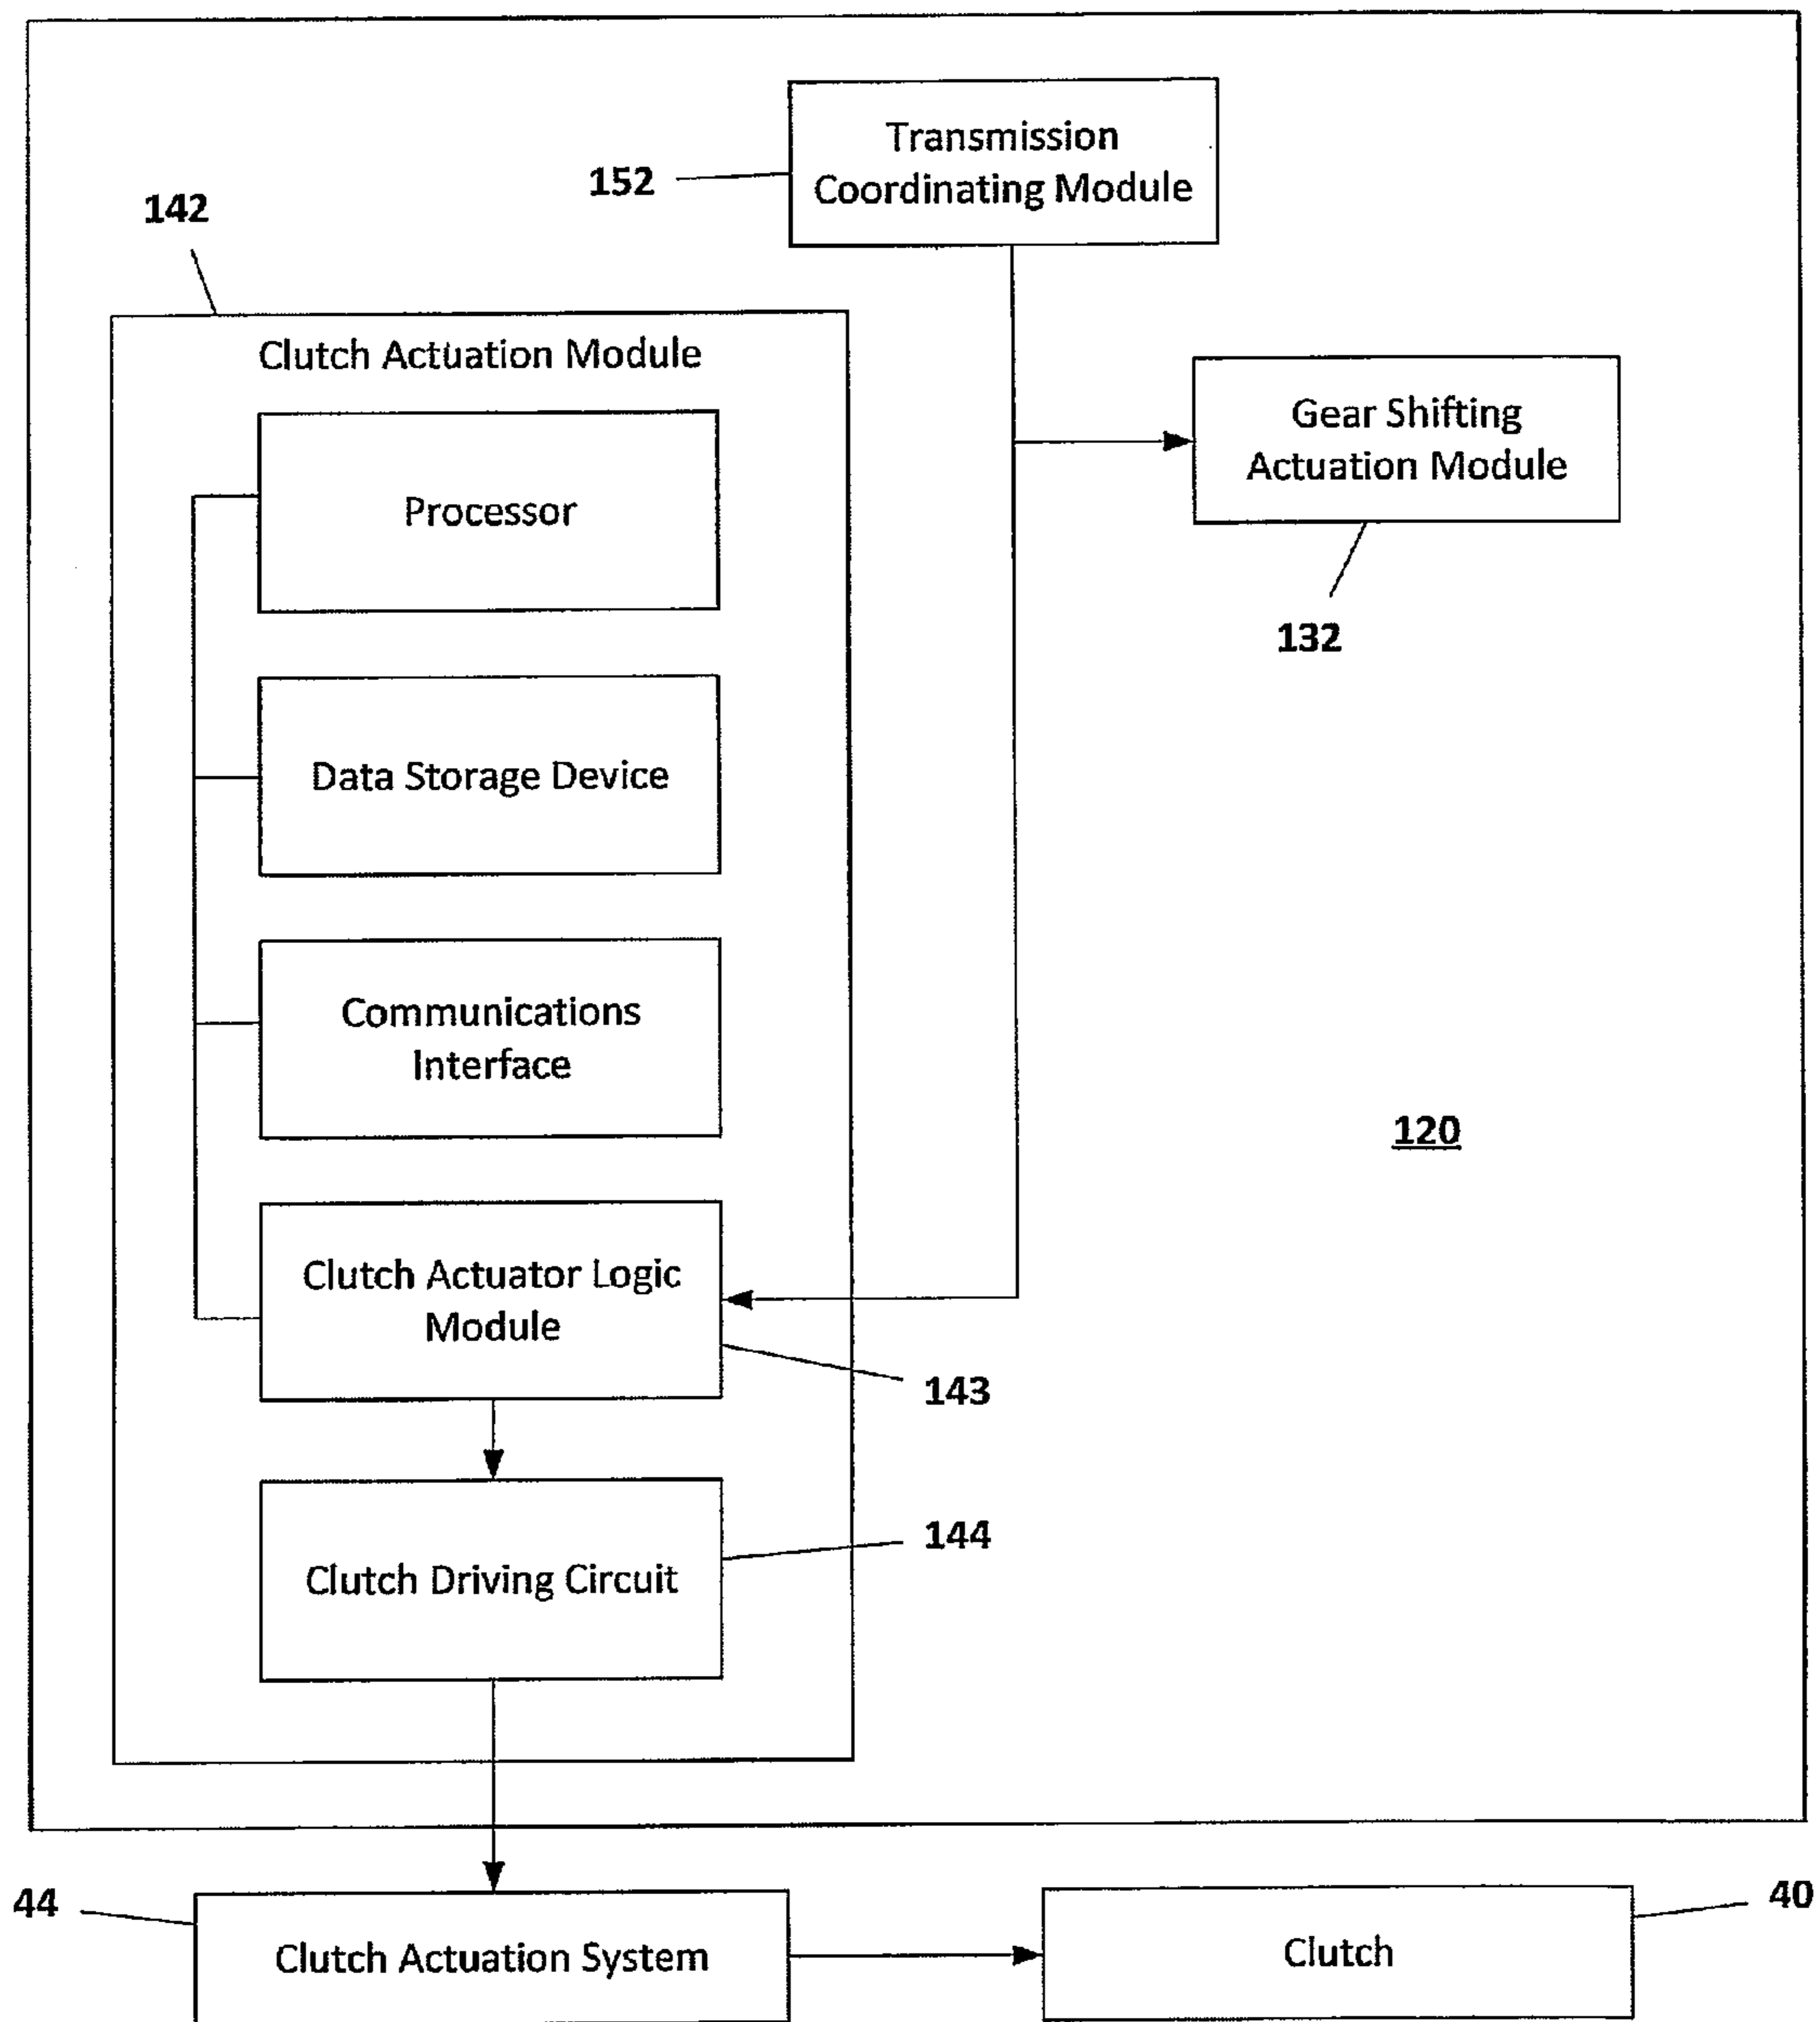 Transmission
Coordinating Module
152
142
Clutch Actuation Module
Gear Shifting
Actuation Module
132
Processor
Data Storage Device
Communications
Interface
120
Clutch Actuator Logic
Module
143
Clutch Driving Circuit
144
44
Clutch Actuation System
Clutch
40